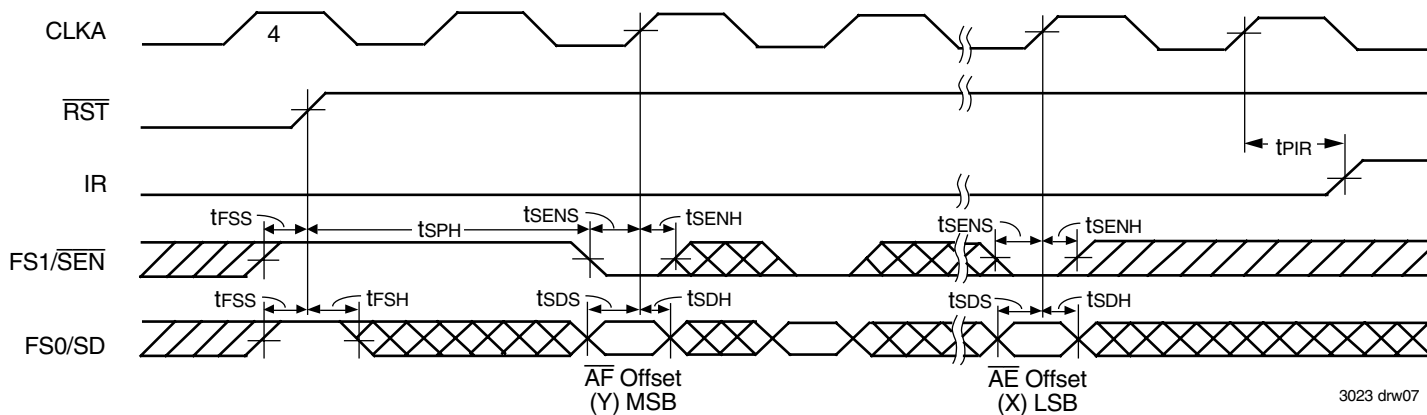 CLKA
4
RST
tPIR
IR
tFSS
tSPH
tSENS
tSENH
tSENS
tSENH
FS1/SEN
tFSS
tFSH
tSDS
tSDH
tSDS
tSDH
FS0/SD
AF Offset
(Y) MSB
AE Offset
(X) LSB
3023 drw07